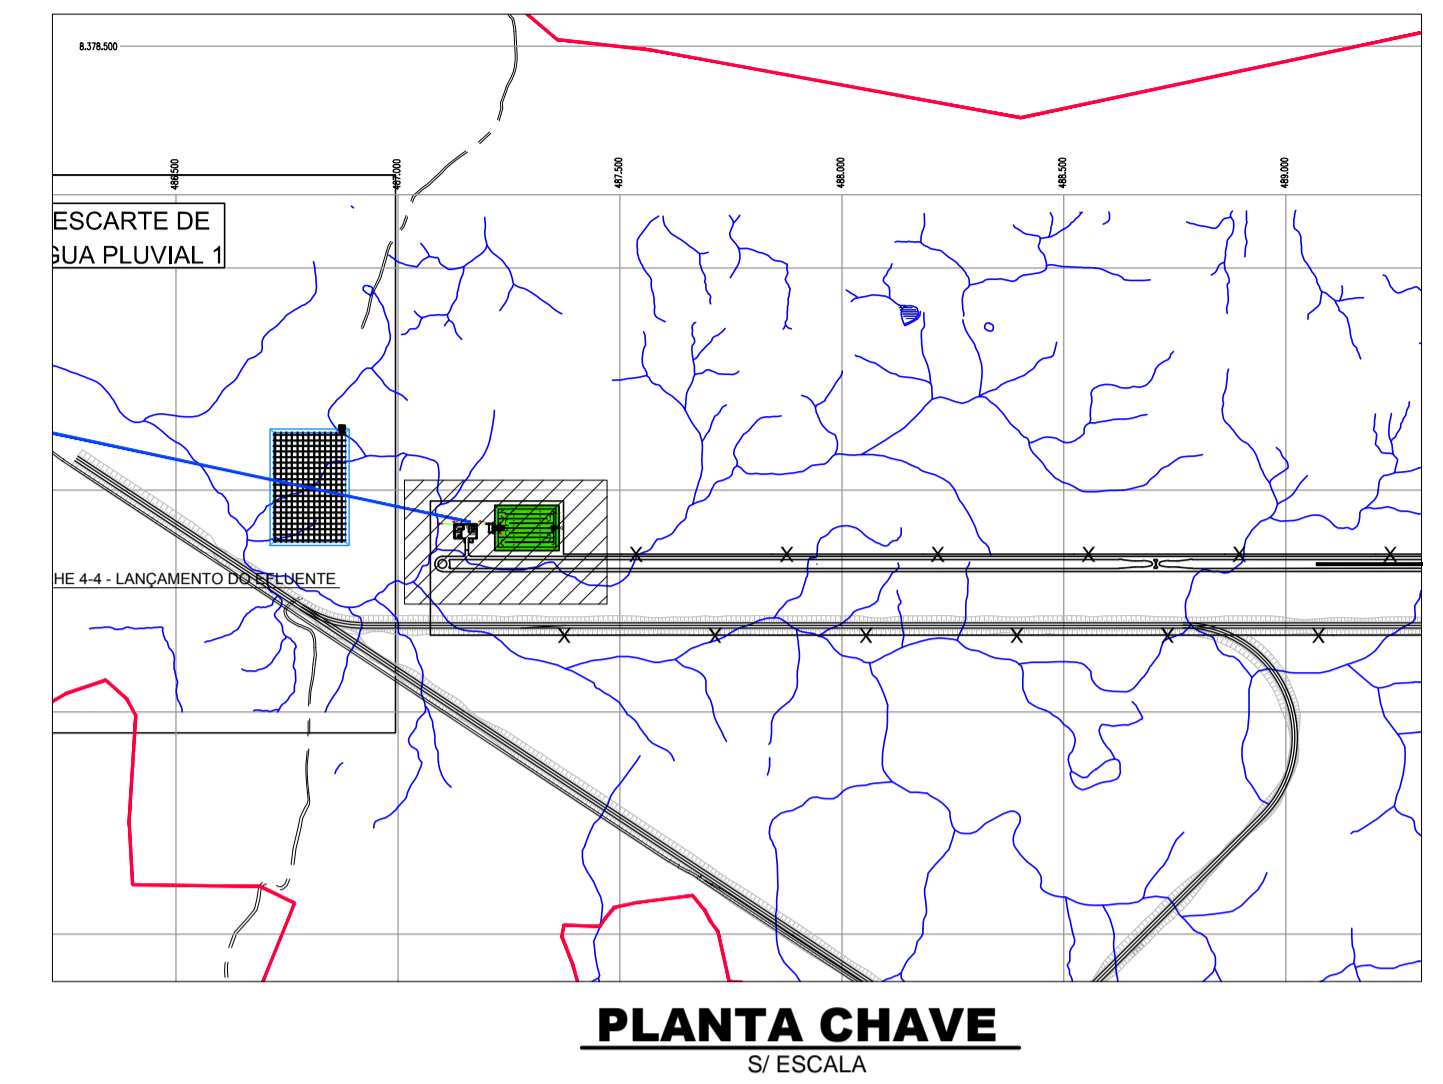 8.378.500
486.500
487.000
487.500
488.000
488.500
489.000
ESCARTE DE
GUA PLUVIAL 1
HE 4-4 - LANÇAMENTO DO EFLUENTE
X X X X X X
X X X X X X
PLANTA CHAVE
S/ ESCALA